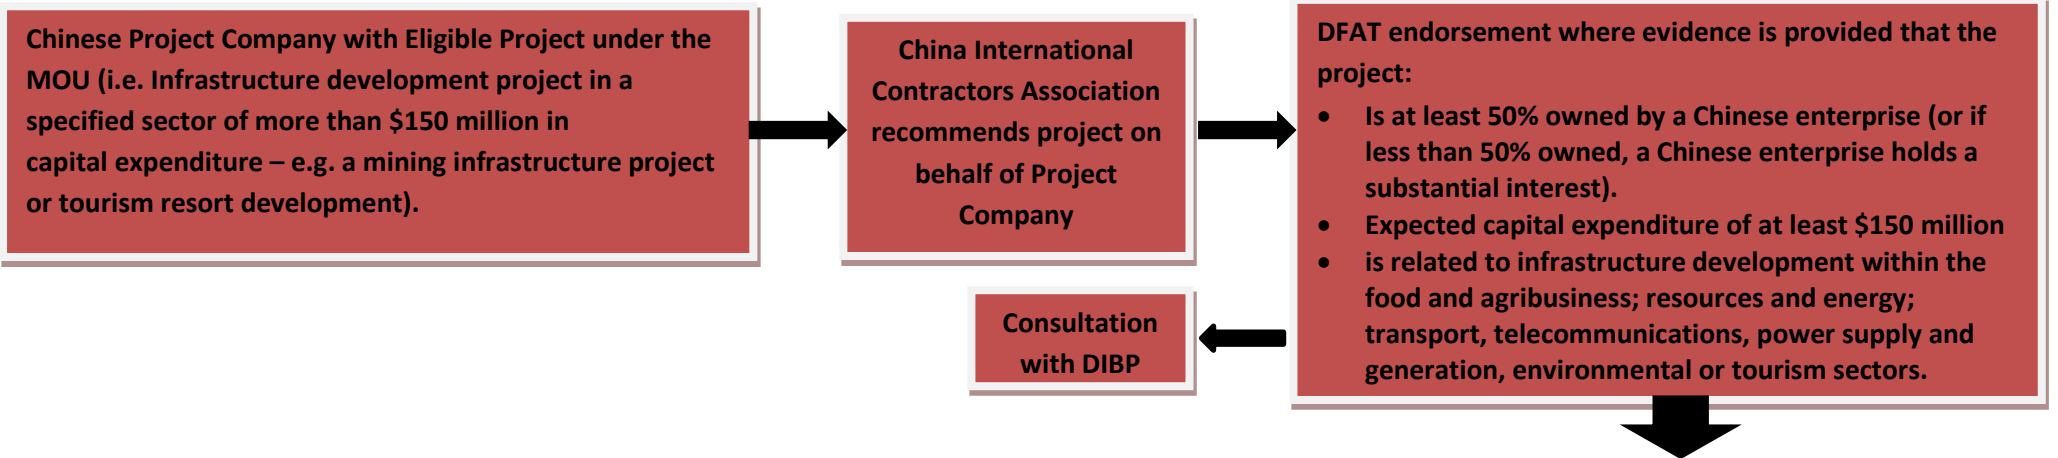 Chinese Project Company with Eligible Project under the
MOU (i.e. Infrastructure development project in a
specified sector of more than $150 million in
capital expenditure – e.g. a mining infrastructure project
or tourism resort development).
China International
Contractors Association
recommends project on
behalf of Project
Company
DFAT endorsement where evidence is provided that the
project:
• Is at least 50% owned by a Chinese enterprise (or if
less than 50% owned, a Chinese enterprise holds a
substantial interest).
• Expected capital expenditure of at least $150 million
• is related to infrastructure development within the
food and agribusiness; resources and energy;
transport, telecommunications, power supply and
generation, environmental or tourism sectors.
Consultation
with DIBP